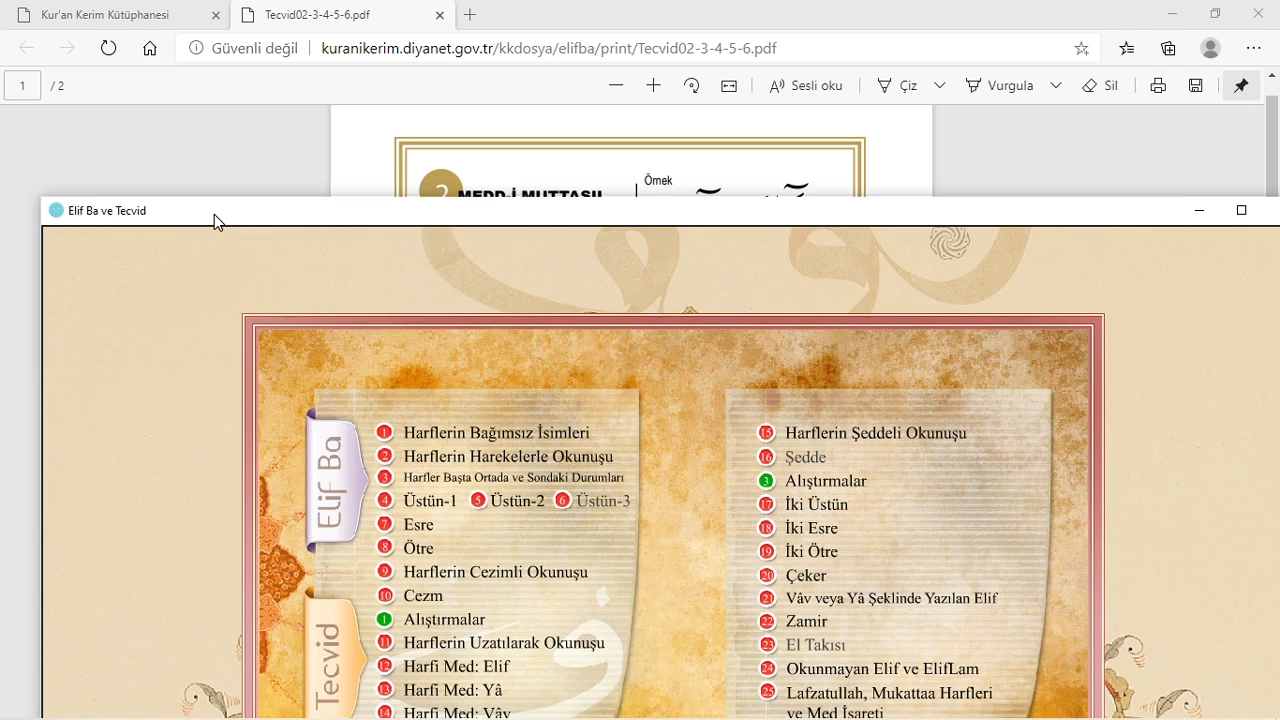 Kur'an Kerim Kütüphanesi
Tecvid02-3-4-5-6.pdf
Güvenli değil
kuranikerim.diyanet.gov.tr/kkdosya/elifba/print/Tecvid02-3-4-5-6.pdf
1 / 2
Sesli oku
Çiz
Vurgula
Sil
2 MEDD-İ MUTTASIL
Örnek
Elif Ba ve Tecvid
Elif Ba
1 Harflerin Bağımsız İsimleri
2 Harflerin Harekelerle Okunuşu
3 Harfler Başta Ortada ve Sondaki Durumları
4 Üstün-1 5 Üstün-2 6 Üstün-3
7 Esre
8 Ötre
9 Harflerin Cezimli Okunuşu
10 Cezm
1 Alıştırmalar
Tecvid
11 Harflerin Uzatılarak Okunuşu
12 Harfi Med: Elif
13 Harfi Med: Yâ
14 Harfi Med: Vâv
15 Harflerin Şeddeli Okunuşu
16 Şedde
3 Alıştırmalar
17 İki Üstün
18 İki Esre
19 İki Ötre
20 Çeker
21 Vâv veya Yâ Şeklinde Yazılan Elif
22 Zamir
23 El Takısı
24 Okunmayan Elif ve ElifLam
25 Lafzatullah, Mukattaa Harfleri
ve Med İşareti